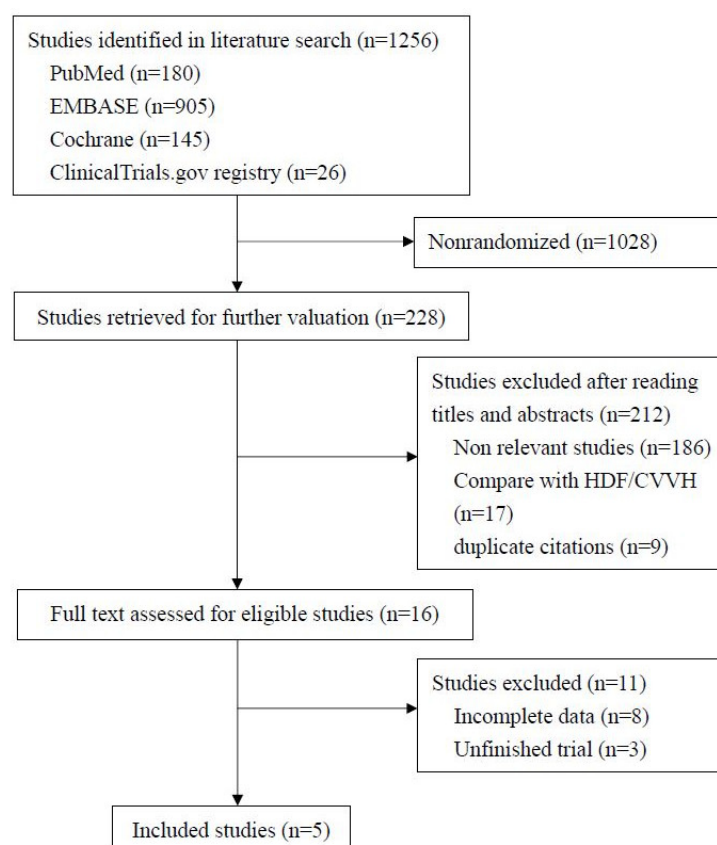 Studies identified in literature search (n=1256)
PubMed (n=180)
EMBASE (n=905)
Cochrane (n=145)
ClinicalTrials.gov registry (n=26)
Nonrandomized (n=1028)
Studies retrieved for further valuation (n=228)
Studies excluded after reading
titles and abstracts (n=212)
Non relevant studies (n=186)
Compare with HDF/CVVH
(n=17)
duplicate citations (n=9)
Full text assessed for eligible studies (n=16)
Studies excluded (n=11)
Incomplete data (n=8)
Unfinished trial (n=3)
Included studies (n=5)